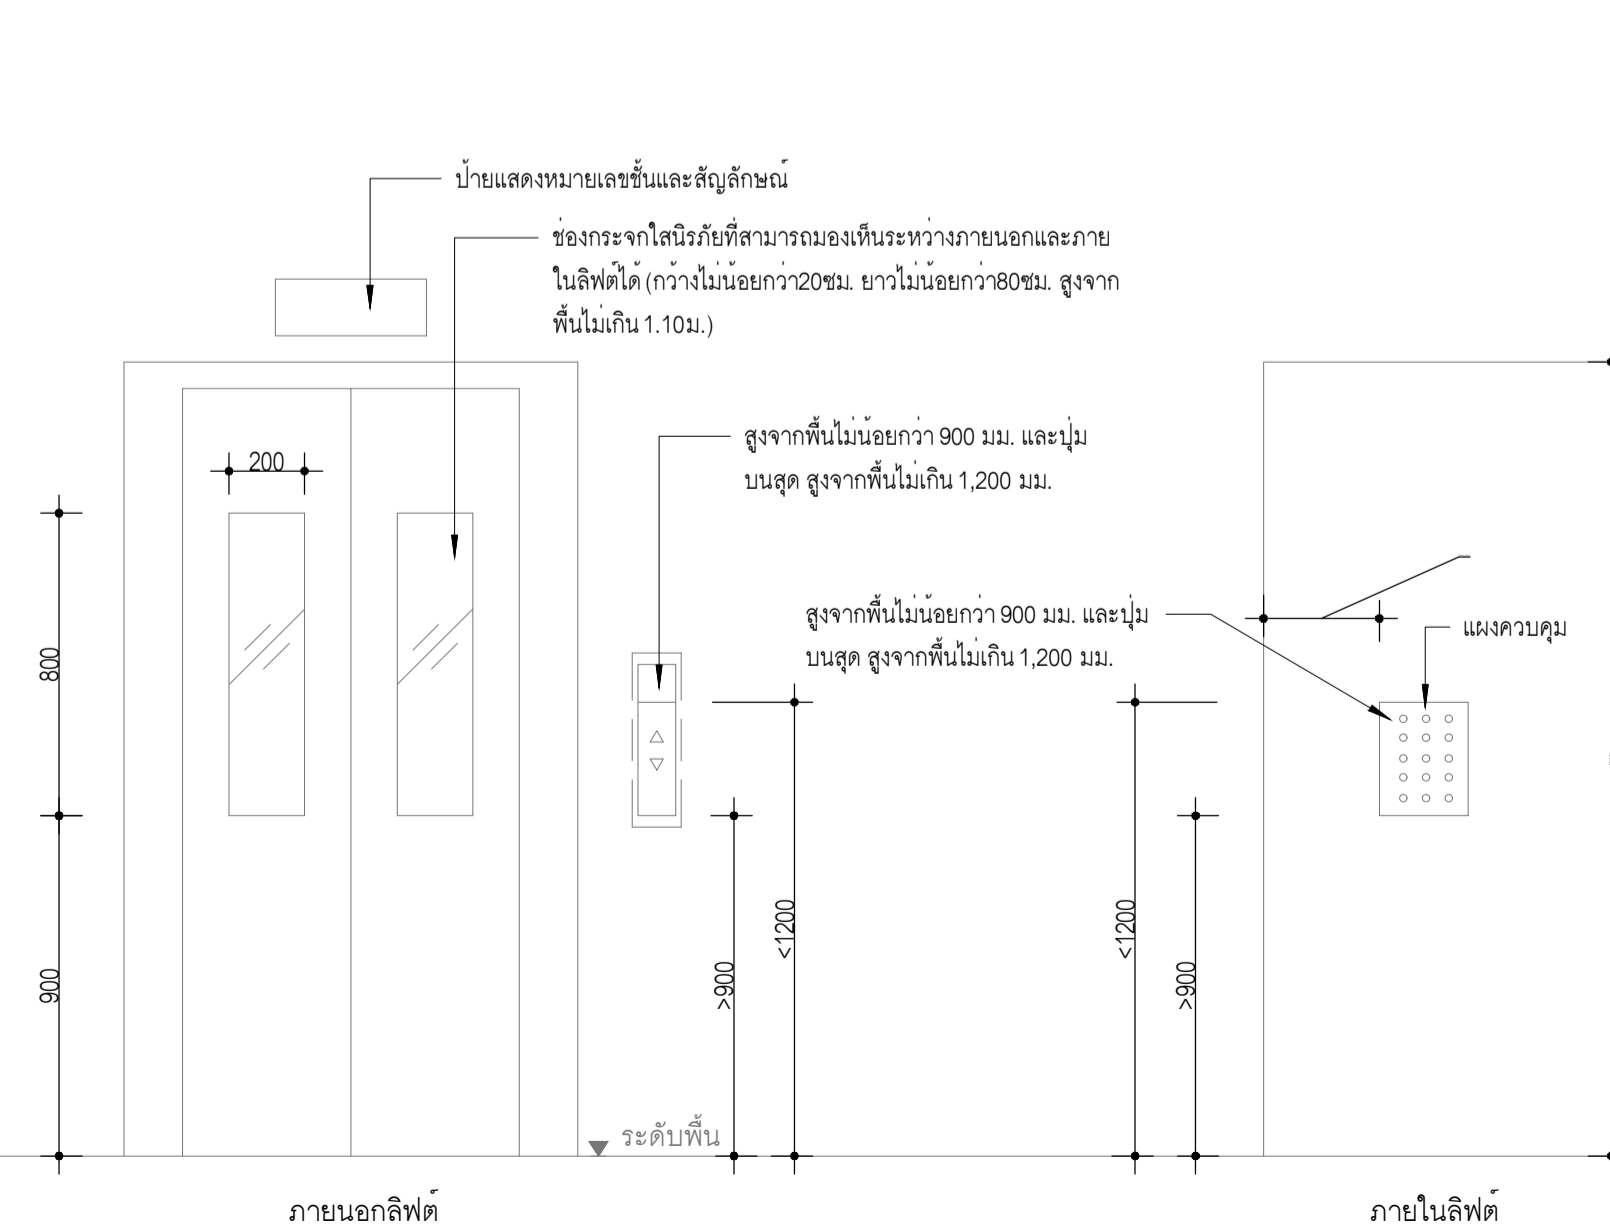 ป้ายแสดงหมายเลขชั้นและสัญลักษณ์
ช่องกระจกใสนิรภัยที่สามารถมองเห็นระหว่างภายนอกและภาย
ในลิฟต์ได้ (กว้างไม่น้อยกว่า20ซม. ยาวไม่น้อยกว่า80ซม. สูงจาก
พื้นไม่เกิน 1.10ม.)
สูงจากพื้นไม่น้อยกว่า 900 มม. และปุ่ม
บนสุด สูงจากพื้นไม่เกิน 1,200 มม.
200
สูงจากพื้นไม่น้อยกว่า 900 มม. และปุ่ม
บนสุด สูงจากพื้นไม่เกิน 1,200 มม.
แผงควบคุม
800
900
>900
<1200
<1200
>900
ระดับพื้น
ภายนอกลิฟต์
ภายในลิฟต์